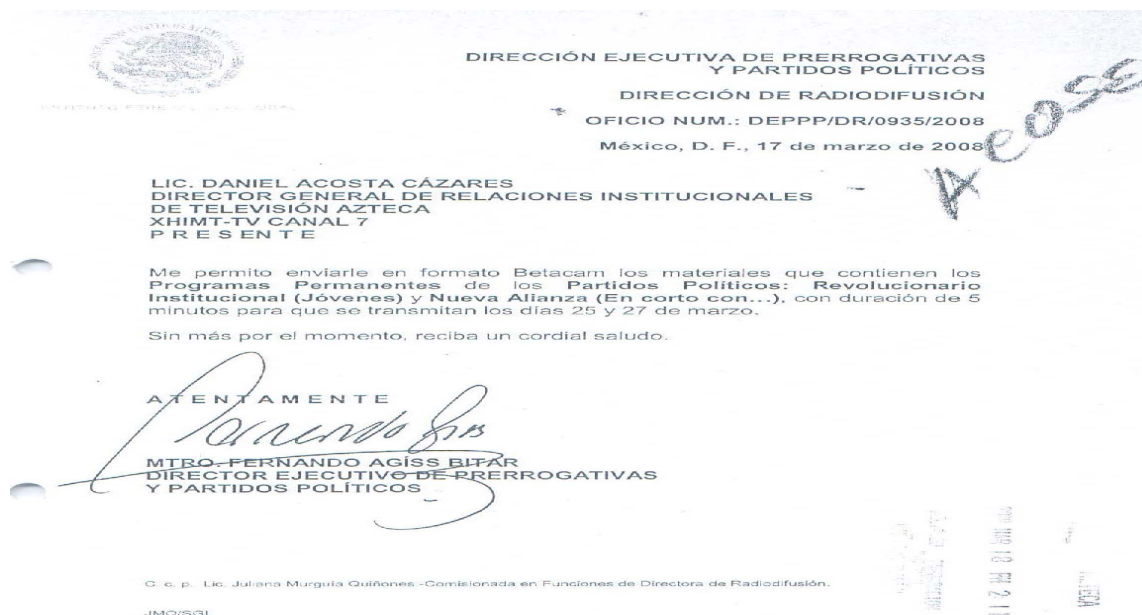 DIRECCIÓN EJECUTIVA DE PRERROGATIVAS
Y PARTIDOS POLÍTICOS
DIRECCIÓN DE RADIODIFUSIÓN
OFICIO NUM.: DEPPP/DR/0935/2008
México, D. F., 17 de marzo de 2008
Acose
LIC. DANIEL ACOSTA CÁZARES
DIRECTOR GENERAL DE RELACIONES INSTITUCIONALES
DE TELEVISIÓN AZTECA
XHIMT-TV CANAL 7
P R E S E N T E
Me permito enviarle en formato Betacam los materiales que contienen los
Programas Permanentes de los Partidos Políticos: Revolucionario
Institucional (Jóvenes) y Nueva Alianza (En corto con...), con duración de 5
minutos para que se transmitan los días 25 y 27 de marzo.
Sin más por el momento, reciba un cordial saludo.
A T E N T A M E N T E
MTRO. FERNANDO AGÍSS BITAR
DIRECTOR EJECUTIVO DE PRERROGATIVAS
Y PARTIDOS POLÍTICOS
C. c. p. Lic. Juliana Murguía Quiñones -Comisionada en Funciones de Directora de Radiodifusión.
JMQ/SGI